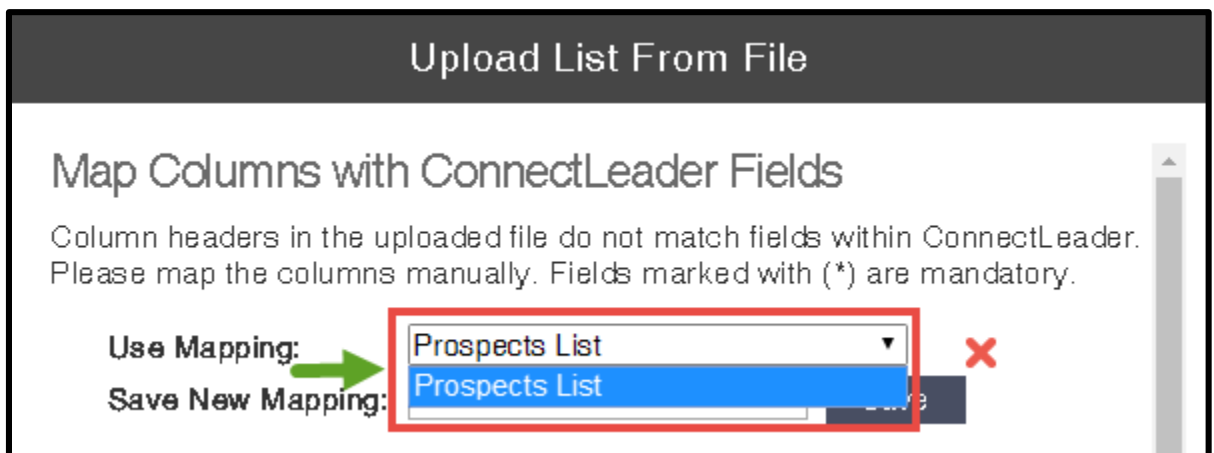 Upload List From File
Map Columns with ConnectLeader Fields
Column headers in the uploaded file do not match fields within ConnectLeader.
Please map the columns manually. Fields marked with (*) are mandatory.
Use Mapping: Prospects List
Prospects List
Save New Mapping: